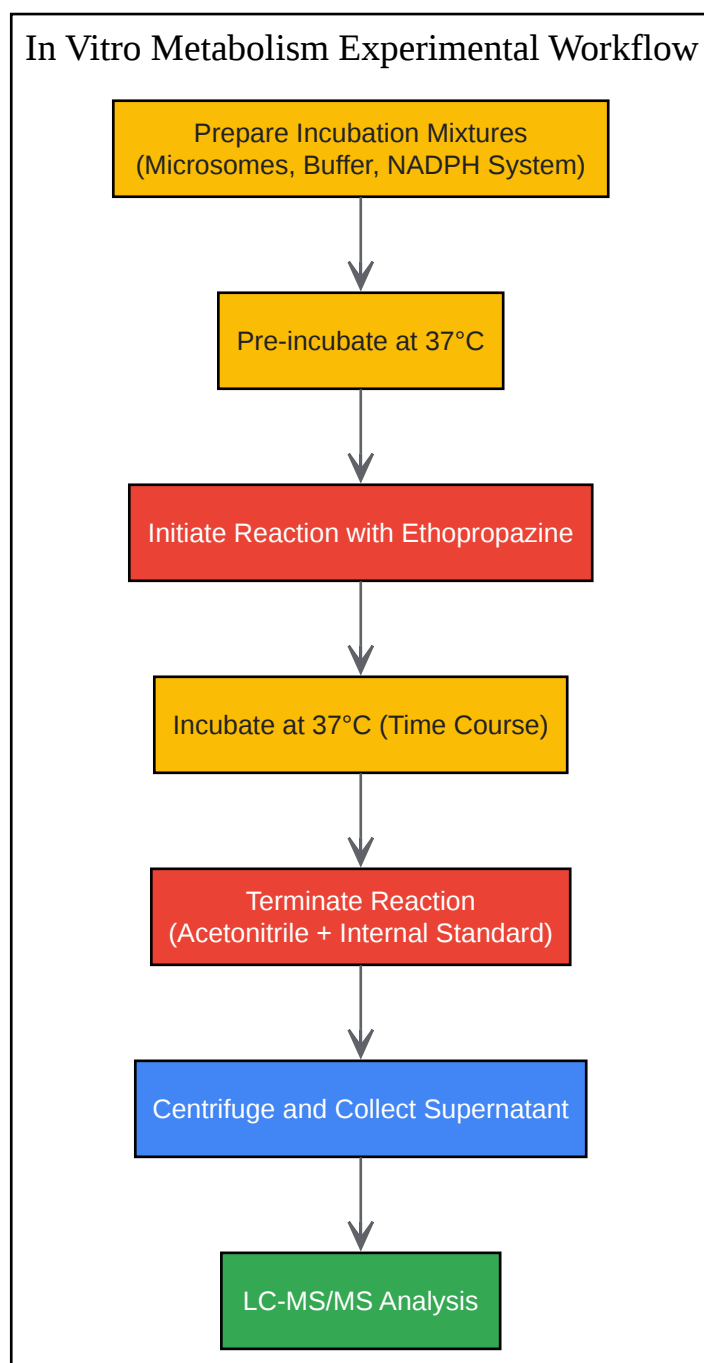 In Vitro Metabolism Experimental Workflow
Prepare Incubation Mixtures
(Microsomes, Buffer, NADPH System)
Pre-incubate at 37°C
Initiate Reaction with Ethopropazine
Incubate at 37°C (Time Course)
Terminate Reaction
(Acetonitrile + Internal Standard)
Centrifuge and Collect Supernatant
LC-MS/MS Analysis